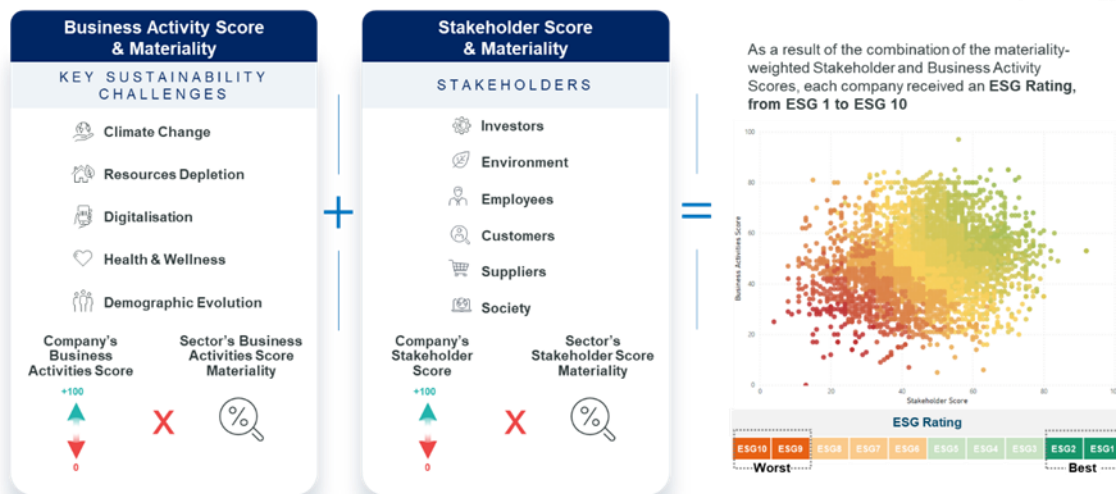 Business Activity Score
& Materiality
KEY SUSTAINABILITY
CHALLENGES
Climate Change
Resources Depletion
Digitalisation
Health & Wellness
Demographic Evolution
Company's
Business
Activities Score
+100
0
X
Sector's Business
Activities Score
Materiality
%
+
Stakeholder Score
& Materiality
STAKEHOLDERS
Investors
Environment
Employees
Customers
Suppliers
Society
Company's
Stakeholder
Score
+100
0
X
Sector's
Stakeholder Score
Materiality
%
=
As a result of the combination of the materiality-
weighted Stakeholder and Business Activity
Scores, each company received an ESG Rating,
from ESG 1 to ESG 10
Business Activities Score
100
80
60
40
20
0
0 20 40 60 80
Stakeholder Score
ESG Rating
ESG10 ESG9 ESG8 ESG7 ESG6 ESG5 ESG4 ESG3 ESG2 ESG1
Worst Best